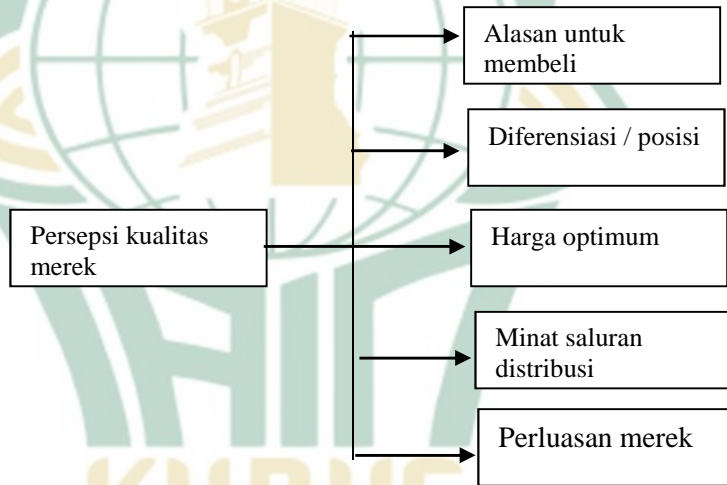 Alasan untuk
membeli
Diferensiasi / posisi
Persepsi kualitas
merek
Harga optimum
Minat saluran
distribusi
Perluasan merek